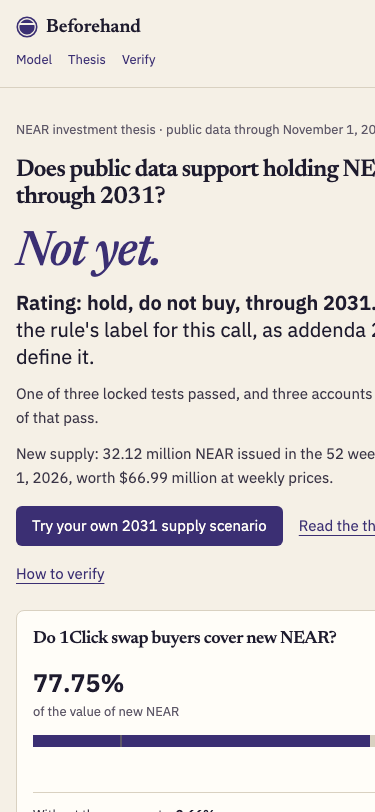 Beforehand
Model Thesis Verify
NEAR investment thesis · public data through November 1, 20
Does public data support holding NE
through 2031?
Not yet.
Rating: hold, do not buy, through 2031.
the rule's label for this call, as addenda 2
define it.
One of three locked tests passed, and three accounts
of that pass.
New supply: 32.12 million NEAR issued in the 52 wee
1, 2026, worth $66.99 million at weekly prices.
Try your own 2031 supply scenario Read the th
How to verify
Do 1Click swap buyers cover new NEAR?
77.75%
of the value of new NEAR